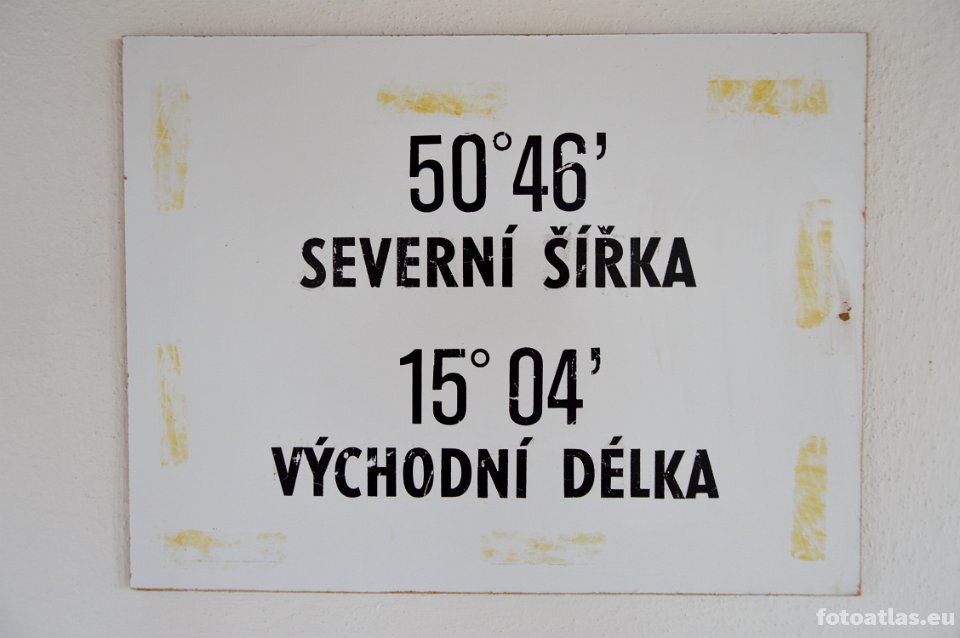 50°46’
SEVERNÍ ŠÍŘKA
15° 04’
VÝCHODNÍ DÉLKA
fotoatlas.eu